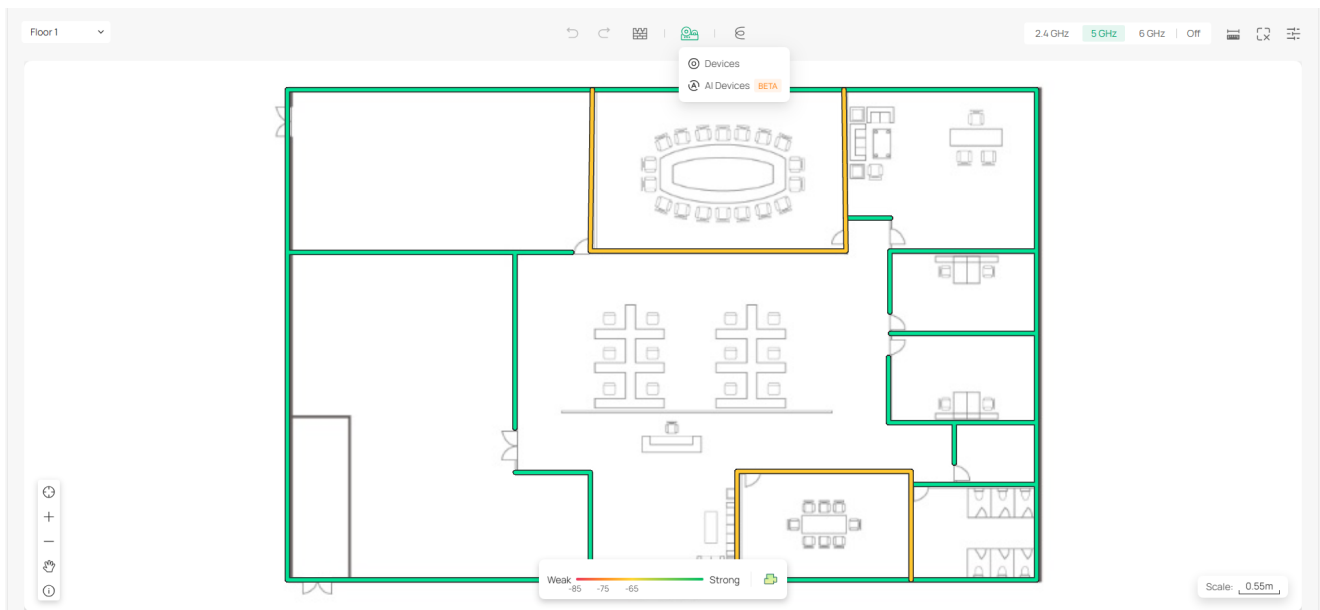 Floor 1
2.4 GHz 5 GHz 6 GHz Off
Devices
AI Devices BETA
Weak Strong
-85 -75 -65
Scale: 0.55m